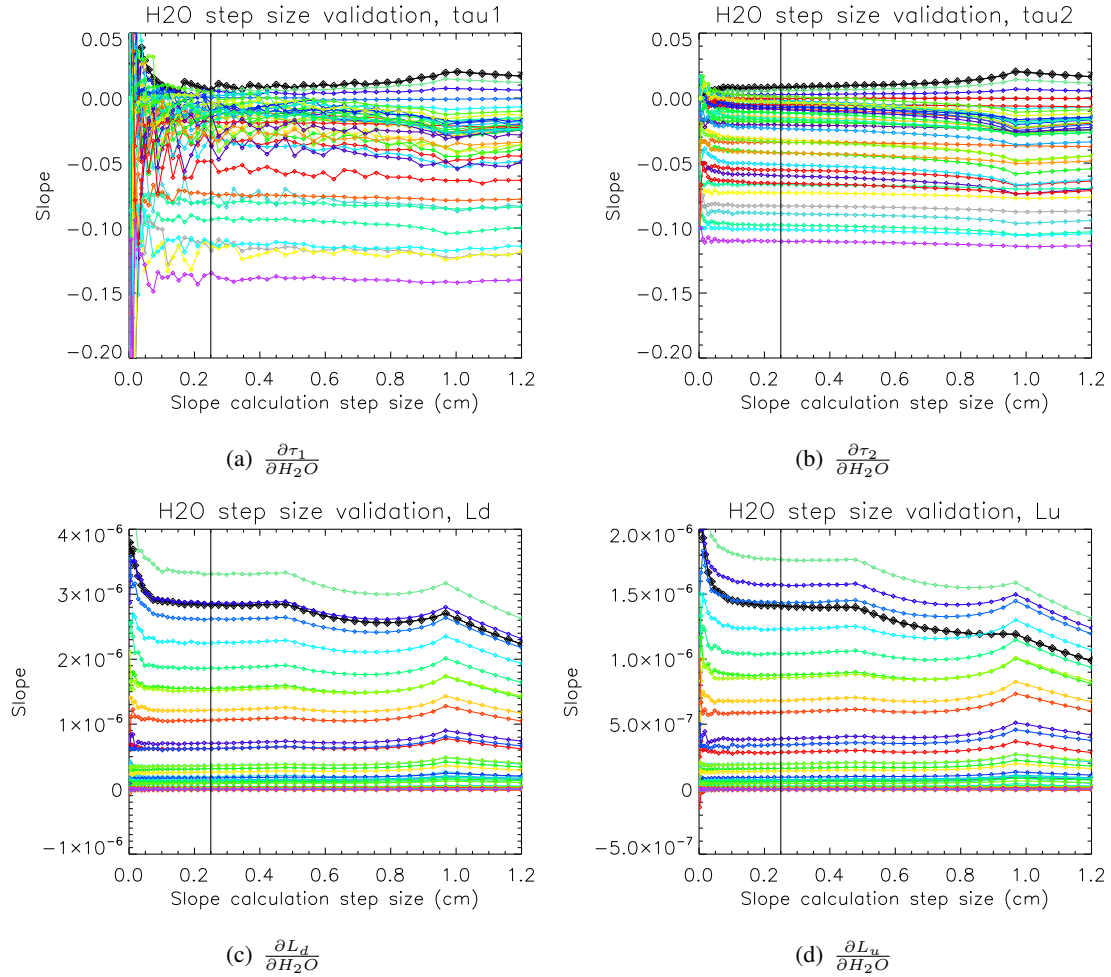 H2O step size validation, tau1
0.05
0.00
−0.05
−0.10
−0.15
−0.20
Slope
0.0 0.2 0.4 0.6 0.8 1.0 1.2
Slope calculation step size (cm)
(a) ∂τ₁/∂H₂O
H2O step size validation, tau2
0.05
0.00
−0.05
−0.10
−0.15
−0.20
Slope
0.0 0.2 0.4 0.6 0.8 1.0 1.2
Slope calculation step size (cm)
(b) ∂τ₂/∂H₂O
H2O step size validation, Ld
4×10⁻⁶
3×10⁻⁶
2×10⁻⁶
1×10⁻⁶
0
−1×10⁻⁶
Slope
0.0 0.2 0.4 0.6 0.8 1.0 1.2
Slope calculation step size (cm)
(c) ∂L_d/∂H₂O
H2O step size validation, Lu
2.0×10⁻⁶
1.5×10⁻⁶
1.0×10⁻⁶
5.0×10⁻⁷
0
−5.0×10⁻⁷
Slope
0.0 0.2 0.4 0.6 0.8 1.0 1.2
Slope calculation step size (cm)
(d) ∂L_u/∂H₂O